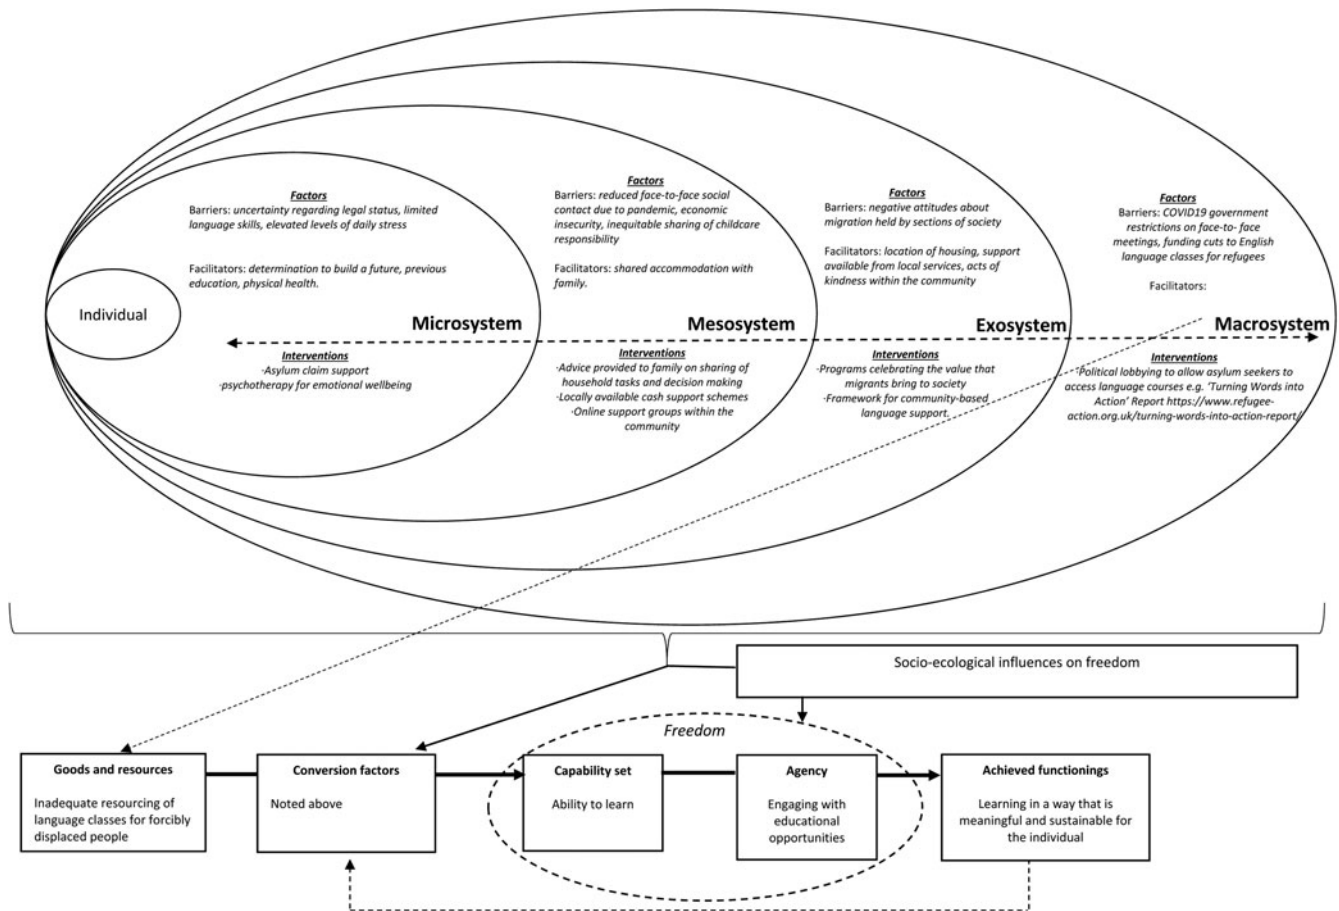 Individual
Factors
Barriers: uncertainty regarding legal status, limited
language skills, elevated levels of daily stress
Facilitators: determination to build a future, previous
education, physical health.
Microsystem
Interventions
·Asylum claim support
·psychotherapy for emotional wellbeing
Factors
Barriers: reduced face-to-face social
contact due to pandemic, economic
insecurity, inequitable sharing of childcare
responsibility
Facilitators: shared accommodation with
family.
Mesosystem
Interventions
·Advice provided to family on sharing of
household tasks and decision making
·Locally available cash support schemes
·Online support groups within the
community
Factors
Barriers: negative attitudes about
migration held by sections of society
Facilitators: location of housing, support
available from local services, acts of
kindness within the community
Exosystem
Interventions
·Programs celebrating the value that
migrants bring to society
·Framework for community-based
language support.
Factors
Barriers: COVID19 government
restrictions on face-to- face
meetings, funding cuts to English
language classes for refugees
Facilitators:
Macrosystem
Interventions
·Political lobbying to allow asylum seekers to
access language courses e.g. ‘Turning Words into
Action’ Report https://www.refugee-
action.org.uk/turning-words-into-action-report/
Socio-ecological influences on freedom
Freedom
Goods and resources
Inadequate resourcing of
language classes for forcibly
displaced people
Conversion factors
Noted above
Capability set
Ability to learn
Agency
Engaging with
educational
opportunities
Achieved functionings
Learning in a way that is
meaningful and sustainable for
the individual